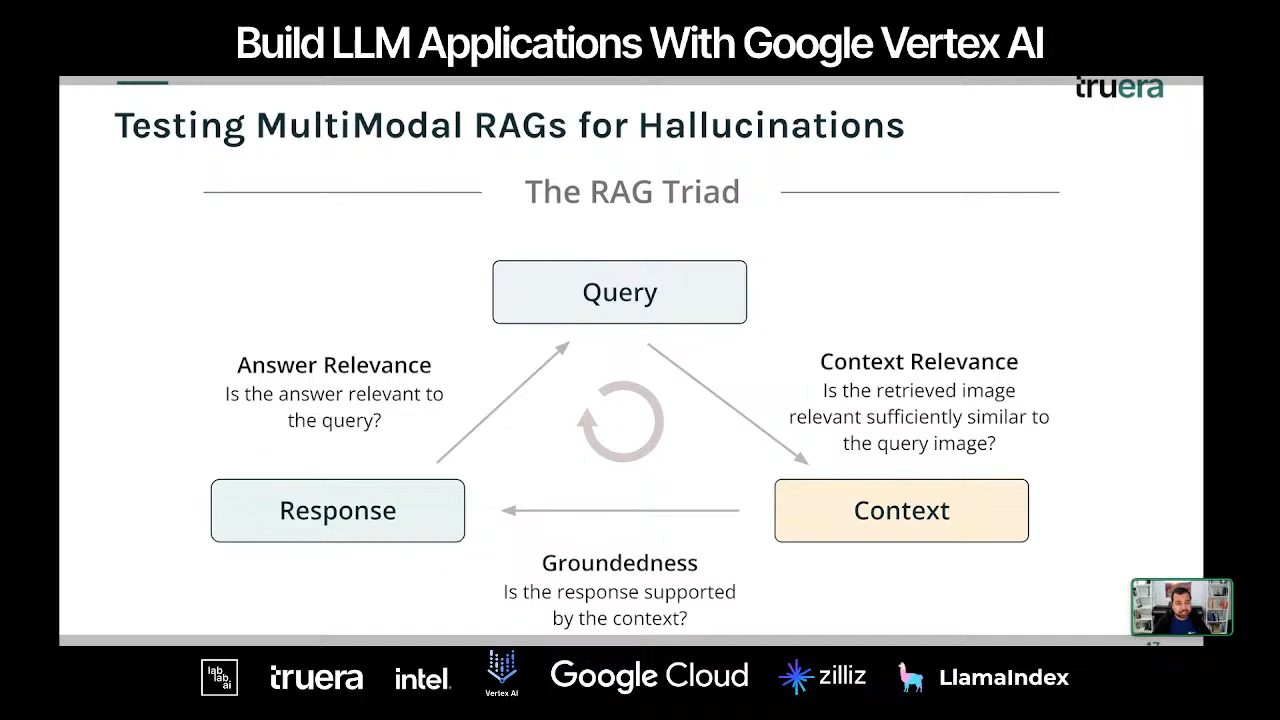 Build LLM Applications With Google Vertex AI
truera
Testing MultiModal RAGs for Hallucinations
The RAG Triad
Query
Answer Relevance
Is the answer relevant to
the query?
Context Relevance
Is the retrieved image
relevant sufficiently similar to
the query image?
Response
Context
Groundedness
Is the response supported
by the context?
17
lab
lab
.ai
truera
intel.
Vertex AI
Google Cloud
zilliz
LlamaIndex